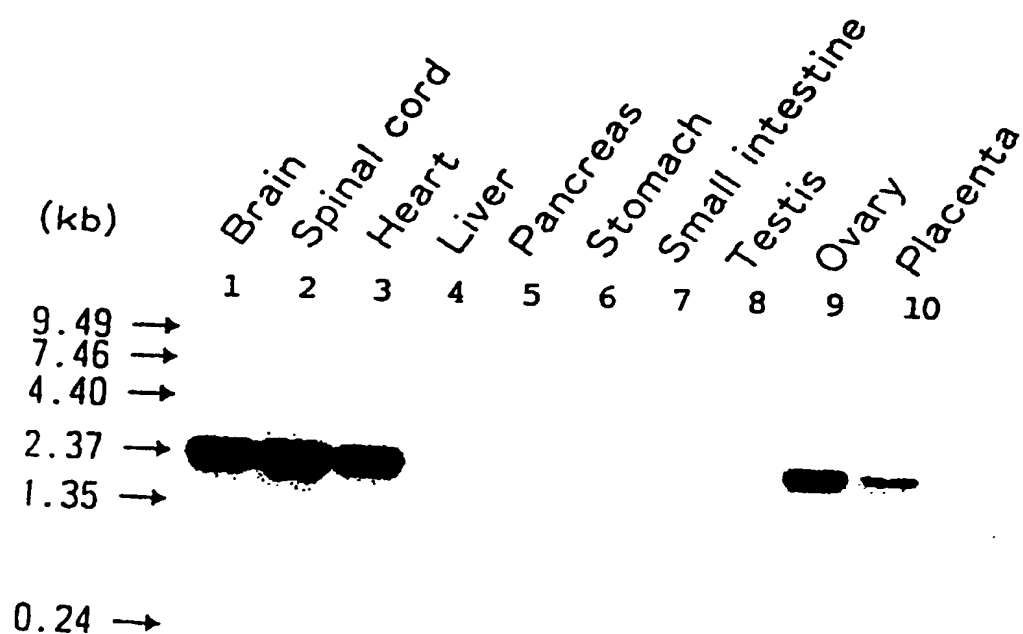 (kb)
Brain
Spinal cord
Heart
Liver
Pancreas
Stomach
Small intestine
Testis
Ovary
Placenta
1 2 3 4 5 6 7 8 9 10
9.49 →
7.46 →
4.40 →
2.37 →
1.35 →
0.24 →